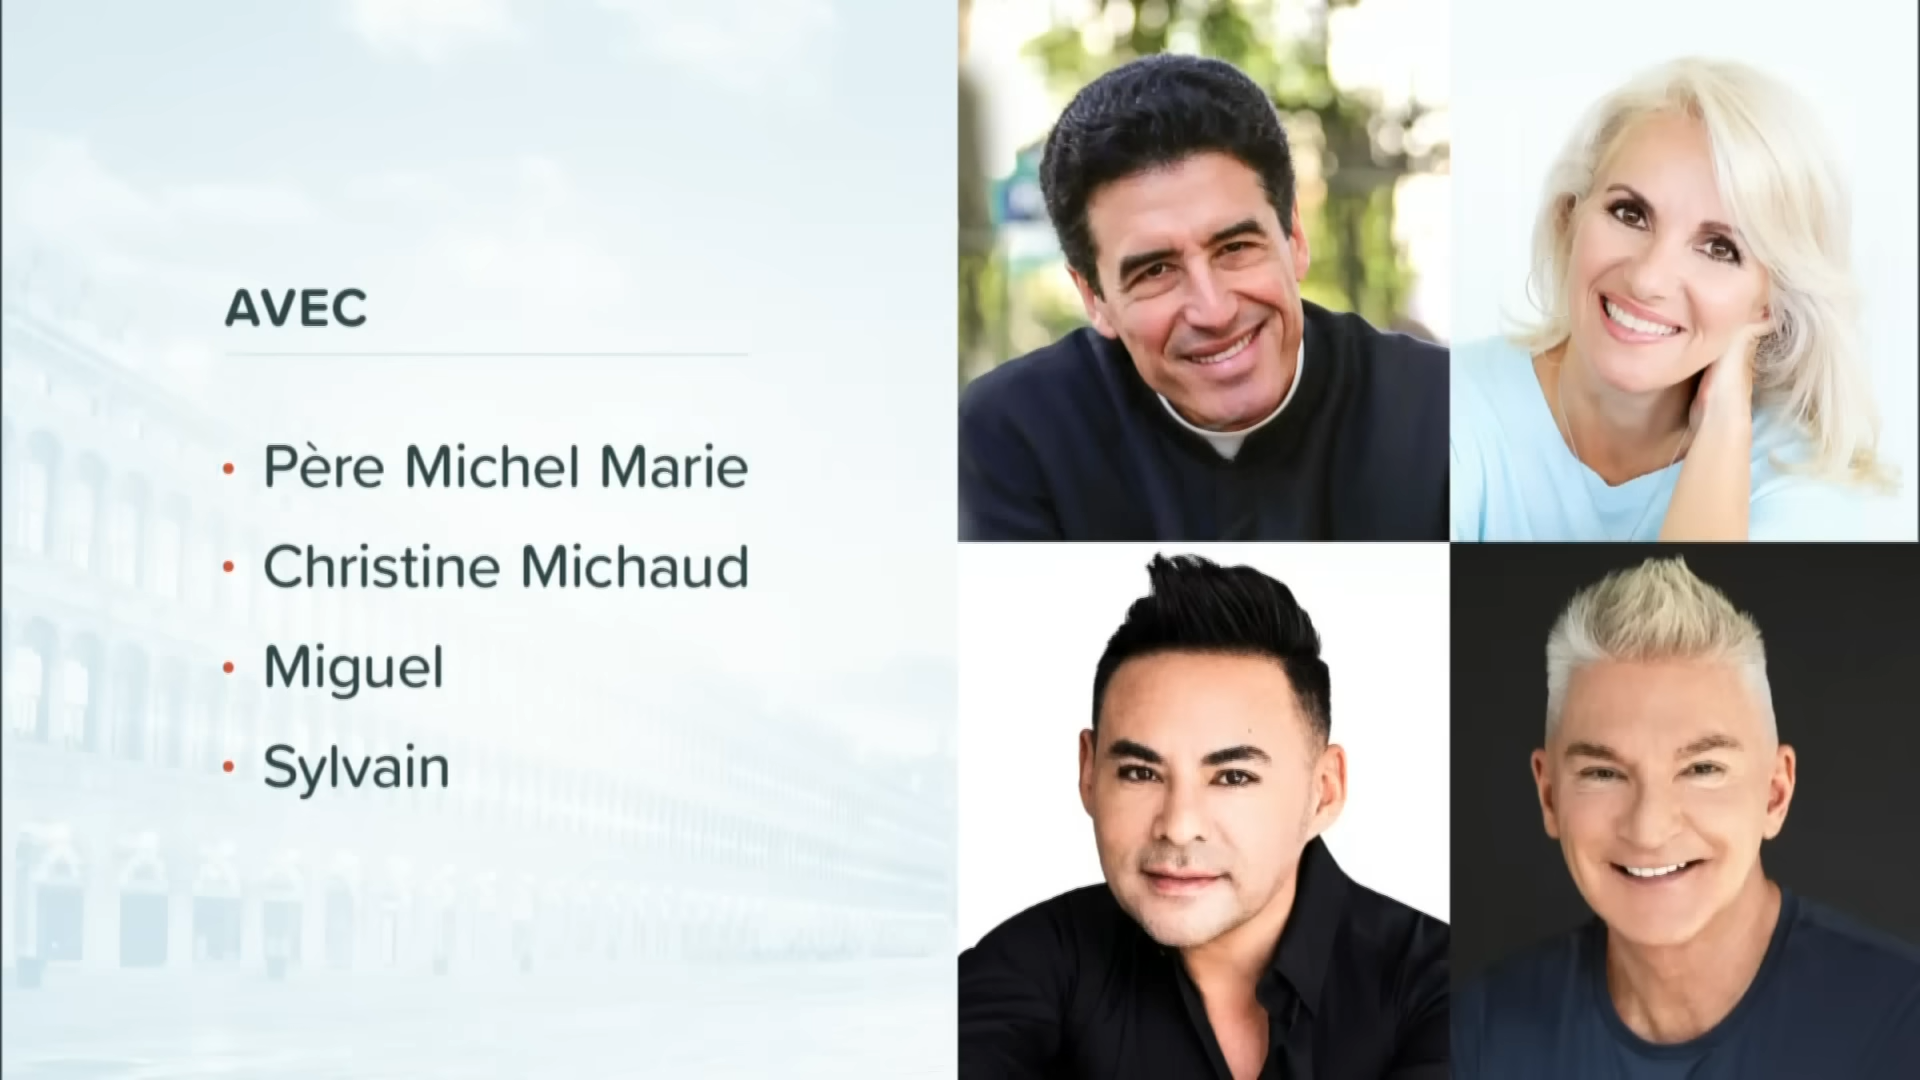 AVEC
• Père Michel Marie
• Christine Michaud
• Miguel
• Sylvain